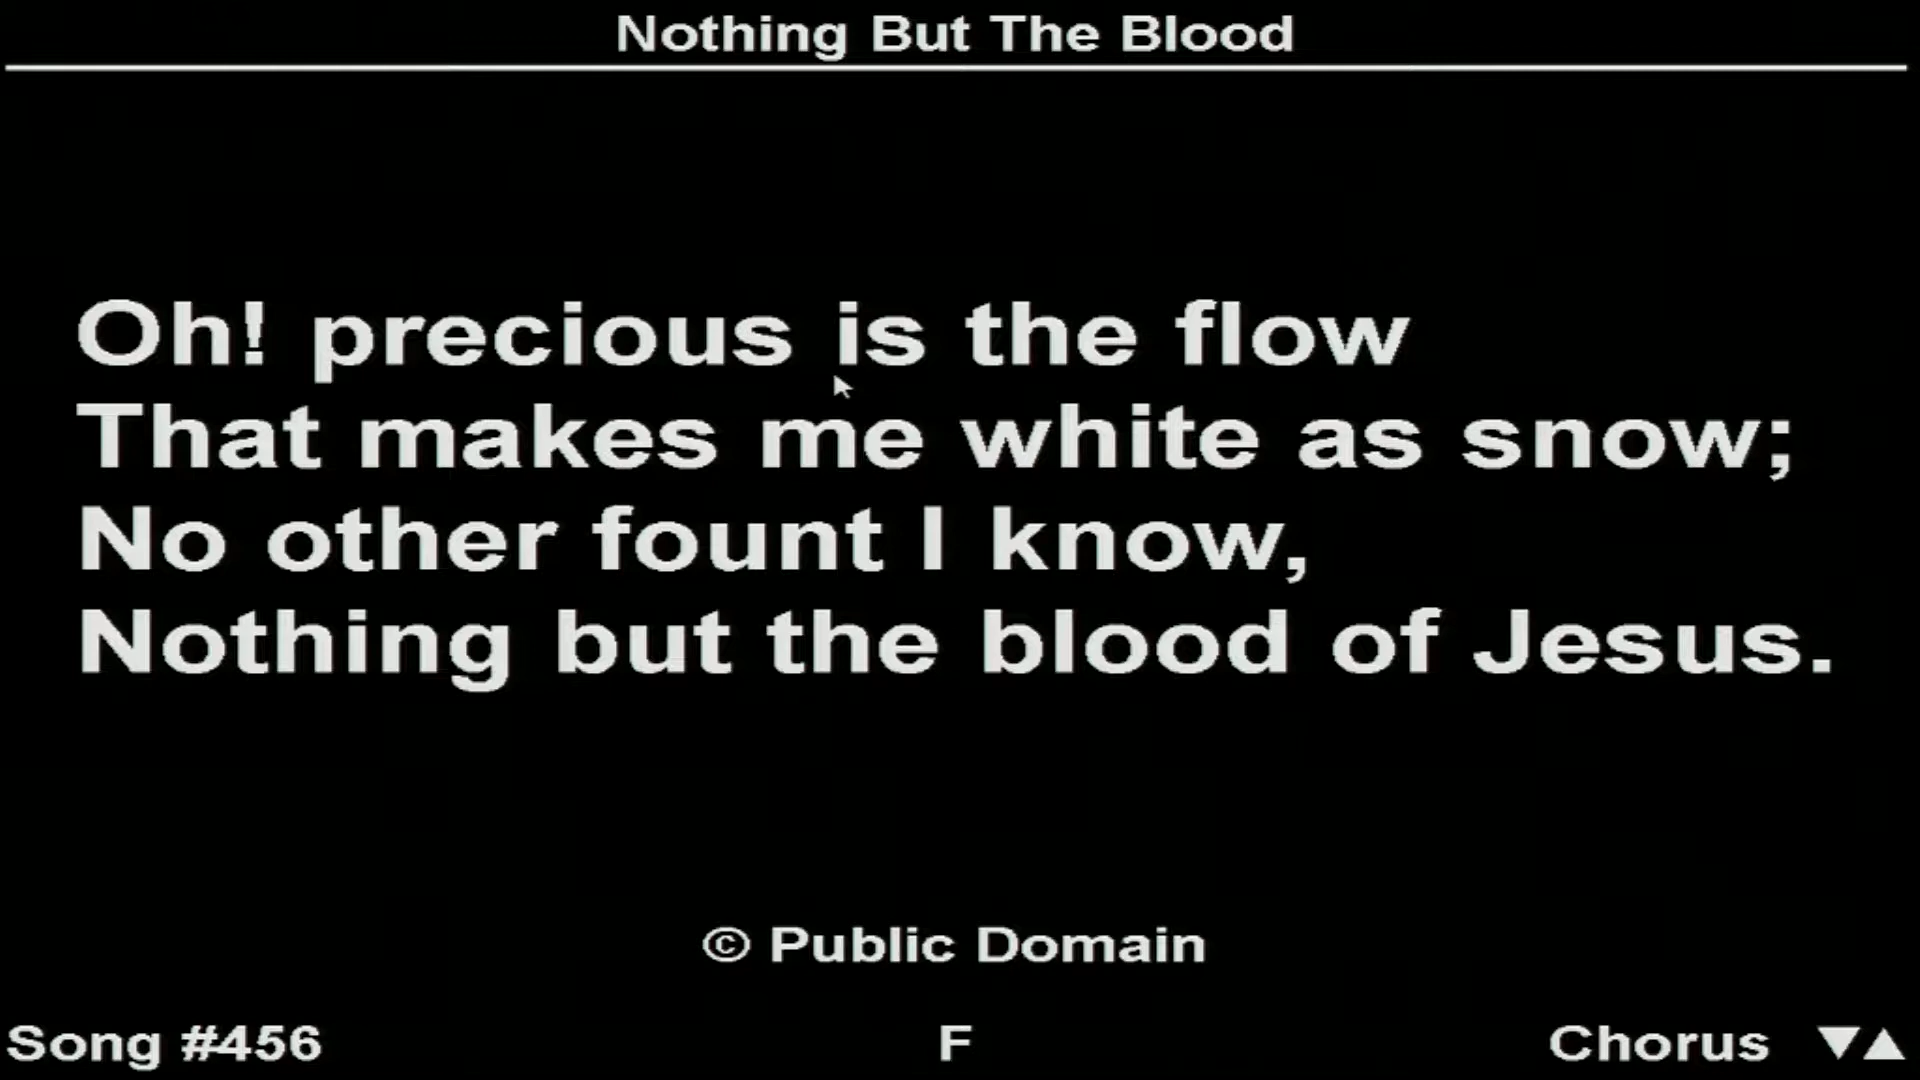 Nothing But The Blood
Oh! precious is the flow
That makes me white as snow;
No other fount I know,
Nothing but the blood of Jesus.
© Public Domain
Song #456
F
Chorus ▼▲